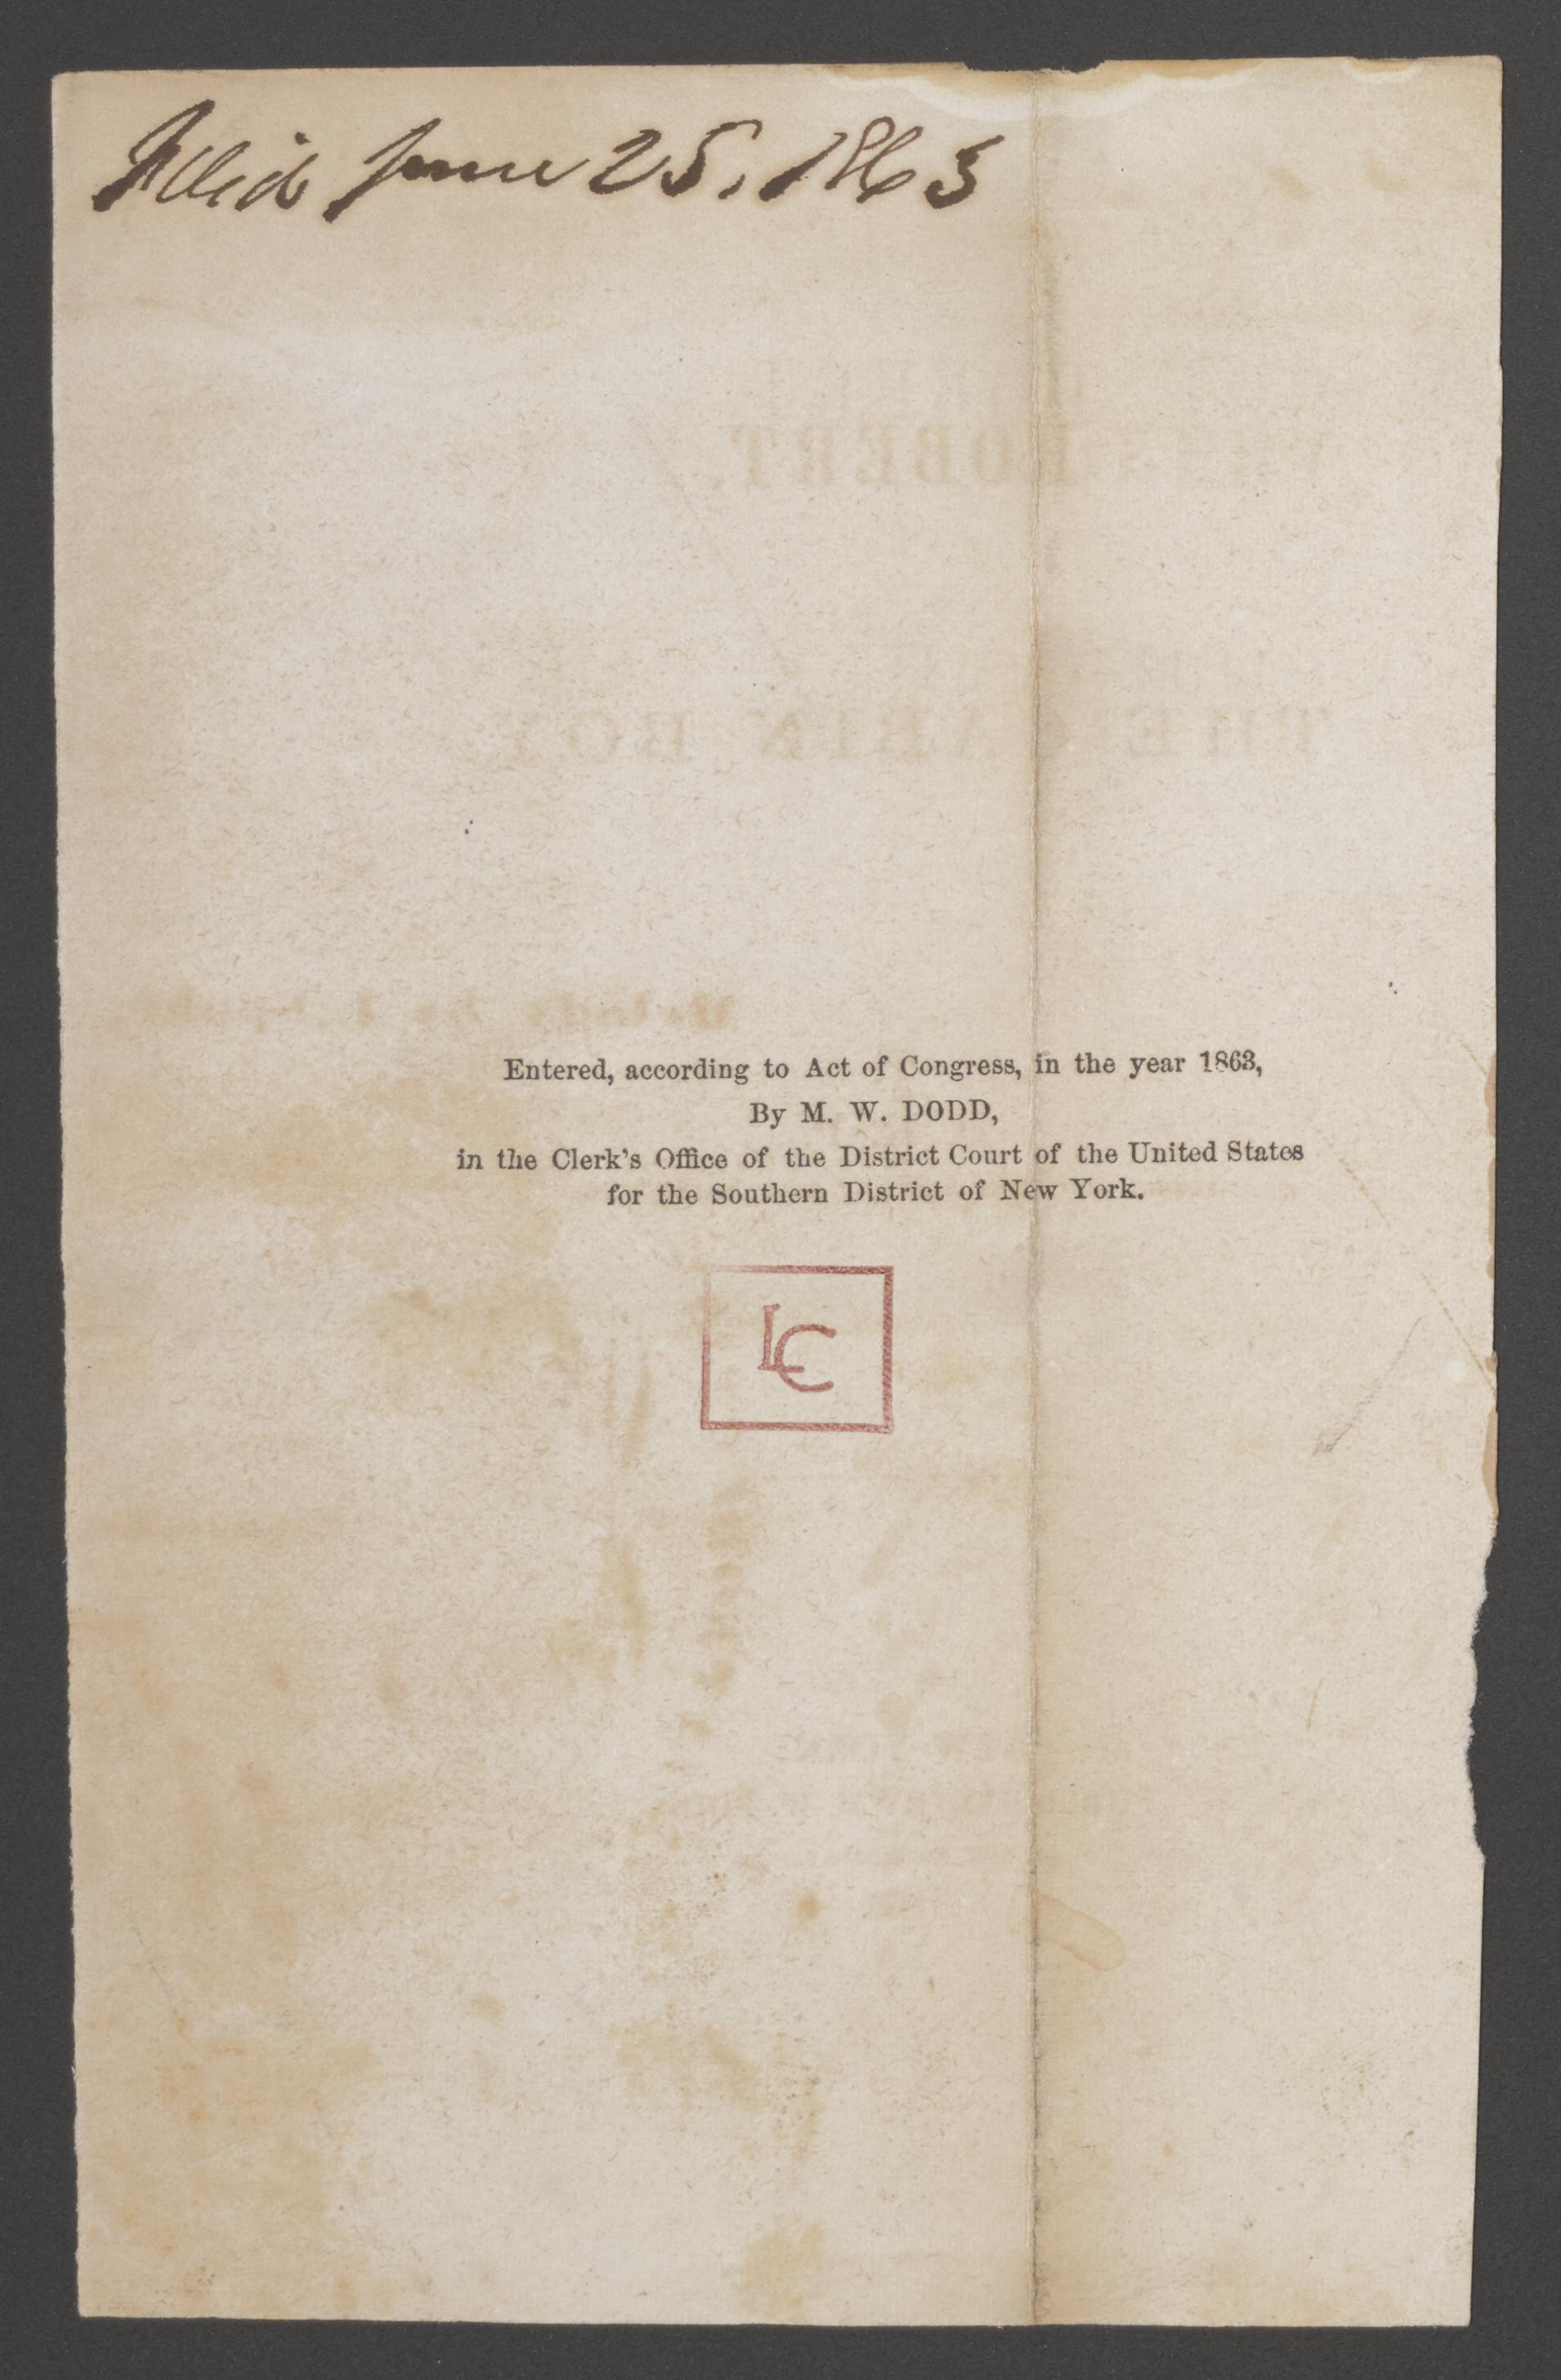 Filed June 25. 1863
Entered, according to Act of Congress, in the year 1863,
By M. W. DODD,
in the Clerk's Office of the District Court of the United States
for the Southern District of New York.
LC